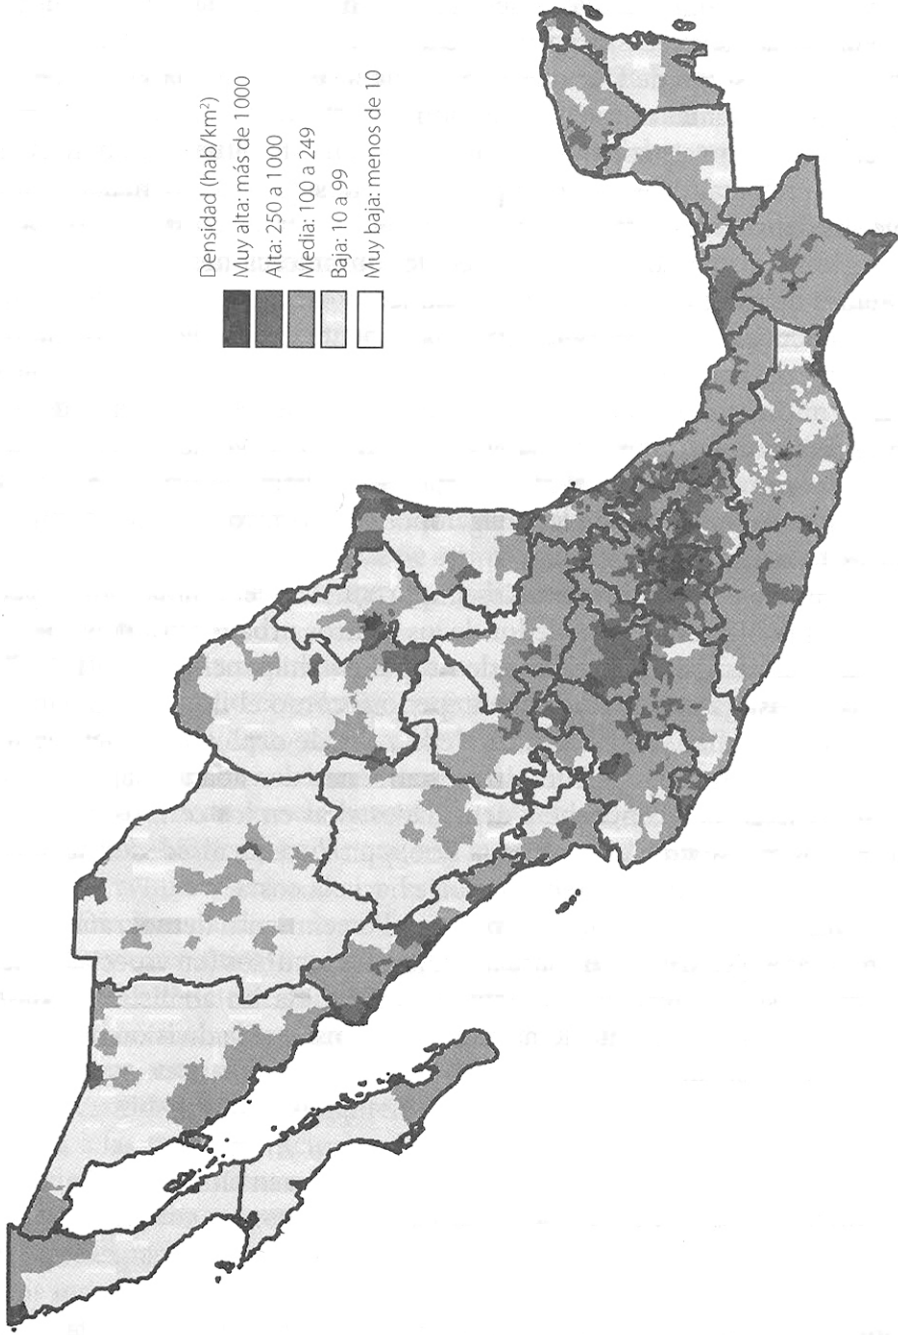 Densidad (hab/km²)
Muy alta: más de 1000
Alta: 250 a 1000
Media: 100 a 249
Baja: 10 a 99
Muy baja: menos de 10